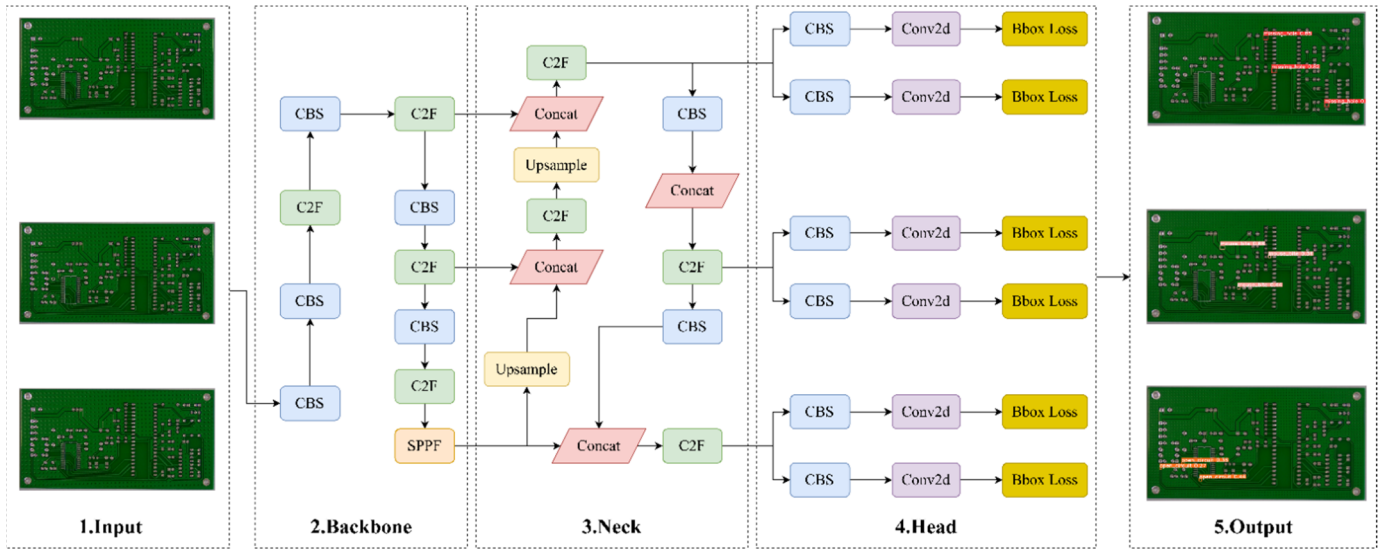 1.Input
CBS
CBS
C2F
CBS
C2F
CBS
C2F
CBS
C2F
SPPF
2.Backbone
C2F
Concat
Upsample
C2F
Concat
Upsample
CBS
Concat
C2F
CBS
Concat
C2F
3.Neck
CBS Conv2d Bbox Loss
CBS Conv2d Bbox Loss
CBS Conv2d Bbox Loss
CBS Conv2d Bbox Loss
CBS Conv2d Bbox Loss
CBS Conv2d Bbox Loss
4.Head
5.Output